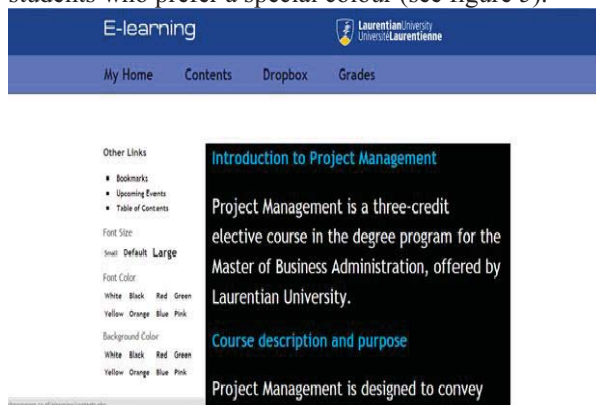 students who prefer a special colour (see figure 3).
E-learning
LaurentianUniversity
UniversitéLaurentienne
My Home Contents Dropbox Grades
Other Links
Bookmarks
Upcoming Events
Table of Contents
Font Size
Small Default Large
Font Color
White Black Red Green
Yellow Orange Blue Pink
Background Color
White Black Red Green
Yellow Orange Blue Pink
Introduction to Project Management
Project Management is a three-credit
elective course in the degree program for the
Master of Business Administration, offered by
Laurentian University.
Course description and purpose
Project Management is designed to convey